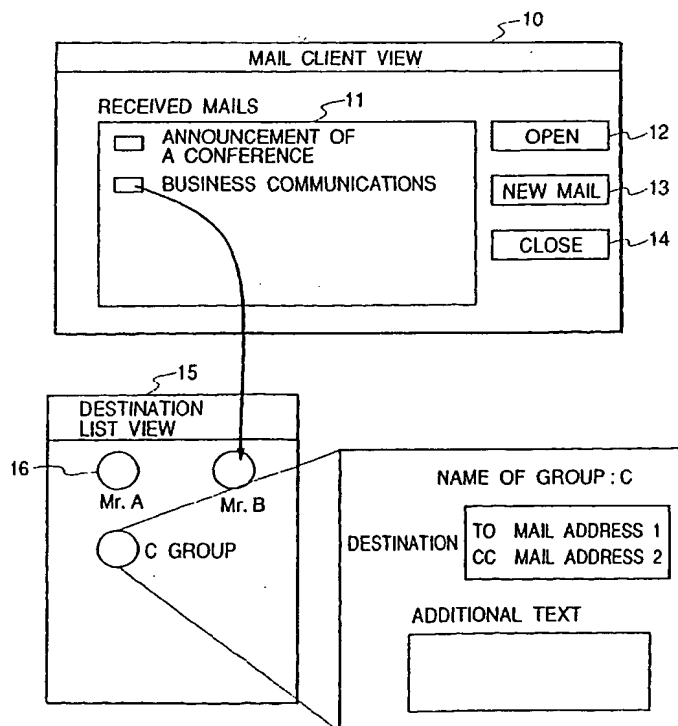 10
MAIL CLIENT VIEW
RECEIVED MAILS
11
ANNOUNCEMENT OF
A CONFERENCE
BUSINESS COMMUNICATIONS
OPEN
12
NEW MAIL
13
CLOSE
14
15
DESTINATION
LIST VIEW
16
Mr. A
Mr. B
C GROUP
NAME OF GROUP : C
DESTINATION
TO MAIL ADDRESS 1
CC MAIL ADDRESS 2
ADDITIONAL TEXT